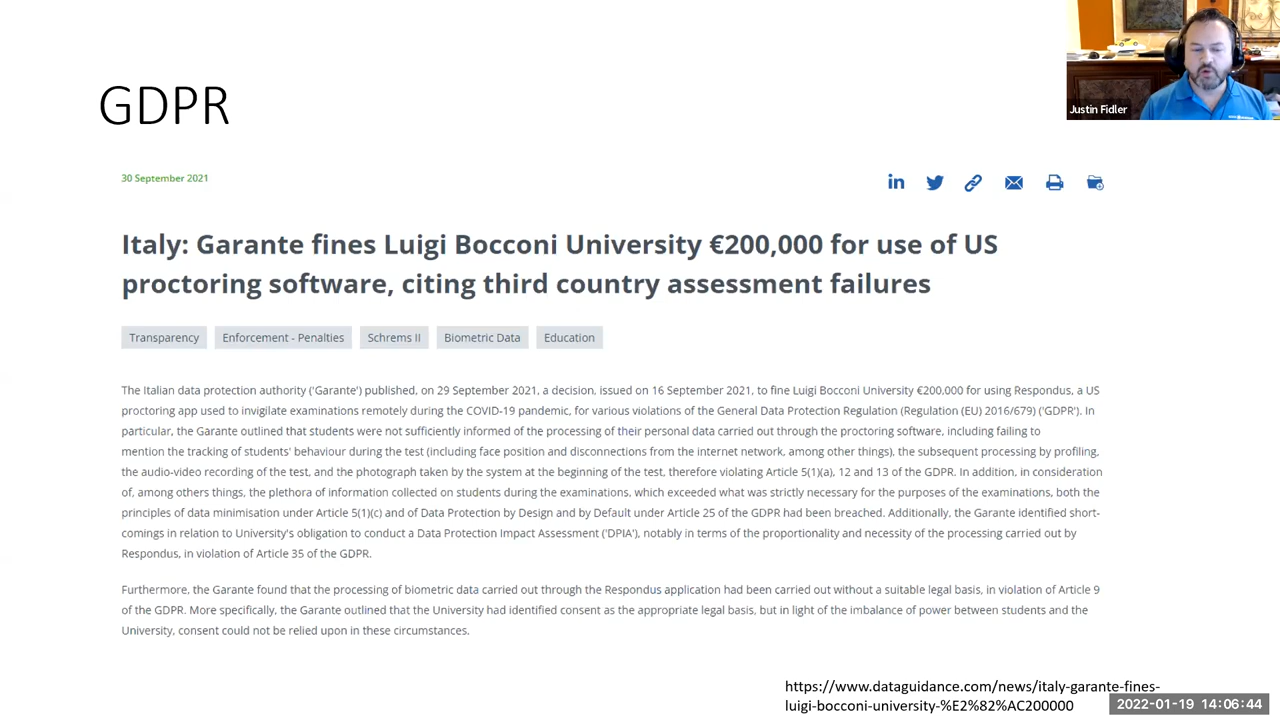 GDPR
Justin Fidler
30 September 2021
Italy: Garante fines Luigi Bocconi University €200,000 for use of US
proctoring software, citing third country assessment failures
Transparency
Enforcement - Penalties
Schrems II
Biometric Data
Education
The Italian data protection authority ('Garante') published, on 29 September 2021, a decision, issued on 16 September 2021, to fine Luigi Bocconi University €200,000 for using Respondus, a US
proctoring app used to invigilate examinations remotely during the COVID-19 pandemic, for various violations of the General Data Protection Regulation (Regulation (EU) 2016/679) ('GDPR'). In
particular, the Garante outlined that students were not sufficiently informed of the processing of their personal data carried out through the proctoring software, including failing to
mention the tracking of students' behaviour during the test (including face position and disconnections from the internet network, among other things), the subsequent processing by profiling,
the audio-video recording of the test, and the photograph taken by the system at the beginning of the test, therefore violating Article 5(1)(a), 12 and 13 of the GDPR. In addition, in consideration
of, among others things, the plethora of information collected on students during the examinations, which exceeded what was strictly necessary for the purposes of the examinations, both the
principles of data minimisation under Article 5(1)(c) and of Data Protection by Design and by Default under Article 25 of the GDPR had been breached. Additionally, the Garante identified short-
comings in relation to University's obligation to conduct a Data Protection Impact Assessment ('DPIA'), notably in terms of the proportionality and necessity of the processing carried out by
Respondus, in violation of Article 35 of the GDPR.
Furthermore, the Garante found that the processing of biometric data carried out through the Respondus application had been carried out without a suitable legal basis, in violation of Article 9
of the GDPR. More specifically, the Garante outlined that the University had identified consent as the appropriate legal basis, but in light of the imbalance of power between students and the
University, consent could not be relied upon in these circumstances.
https://www.dataguidance.com/news/italy-garante-fines-
luigi-bocconi-university-%E2%82%AC200000
2022-01-19 14:06:44